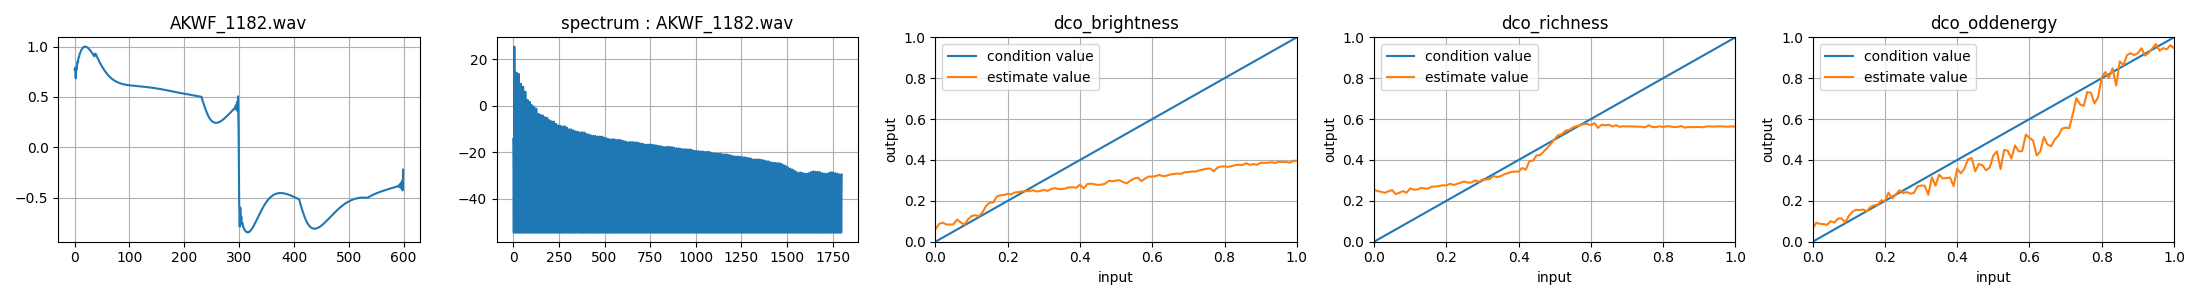 AKWF_1182.wav
1.0
0.5
0.0
−0.5
0 100 200 300 400 500 600
spectrum : AKWF_1182.wav
20
0
−20
−40
0 250 500 750 1000 1250 1500 1750
dco_brightness
condition value
estimate value
output
1.0
0.8
0.6
0.4
0.2
0.0
0.0 0.2 0.4 0.6 0.8 1.0
input
dco_richness
condition value
estimate value
output
1.0
0.8
0.6
0.4
0.2
0.0
0.0 0.2 0.4 0.6 0.8 1.0
input
dco_oddenergy
condition value
estimate value
output
1.0
0.8
0.6
0.4
0.2
0.0
0.0 0.2 0.4 0.6 0.8 1.0
input